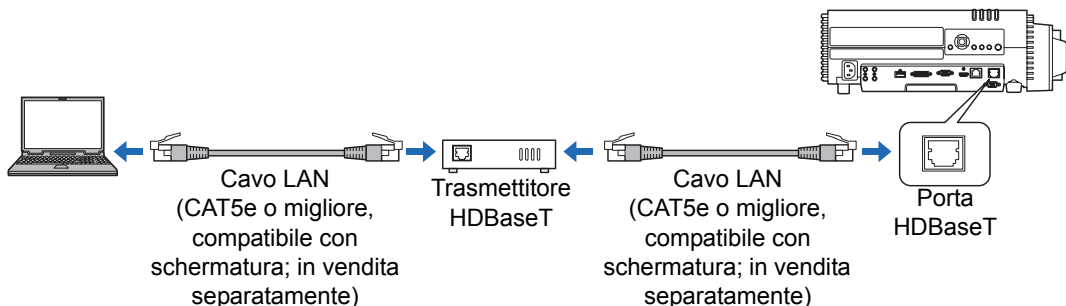 Cavo LAN
(CAT5e o migliore,
compatibile con
schermatura; in vendita
separatamente)
Trasmettitore
HDBaseT
Cavo LAN
(CAT5e o migliore,
compatibile con
schermatura; in vendita
separatamente)
Porta
HDBaseT